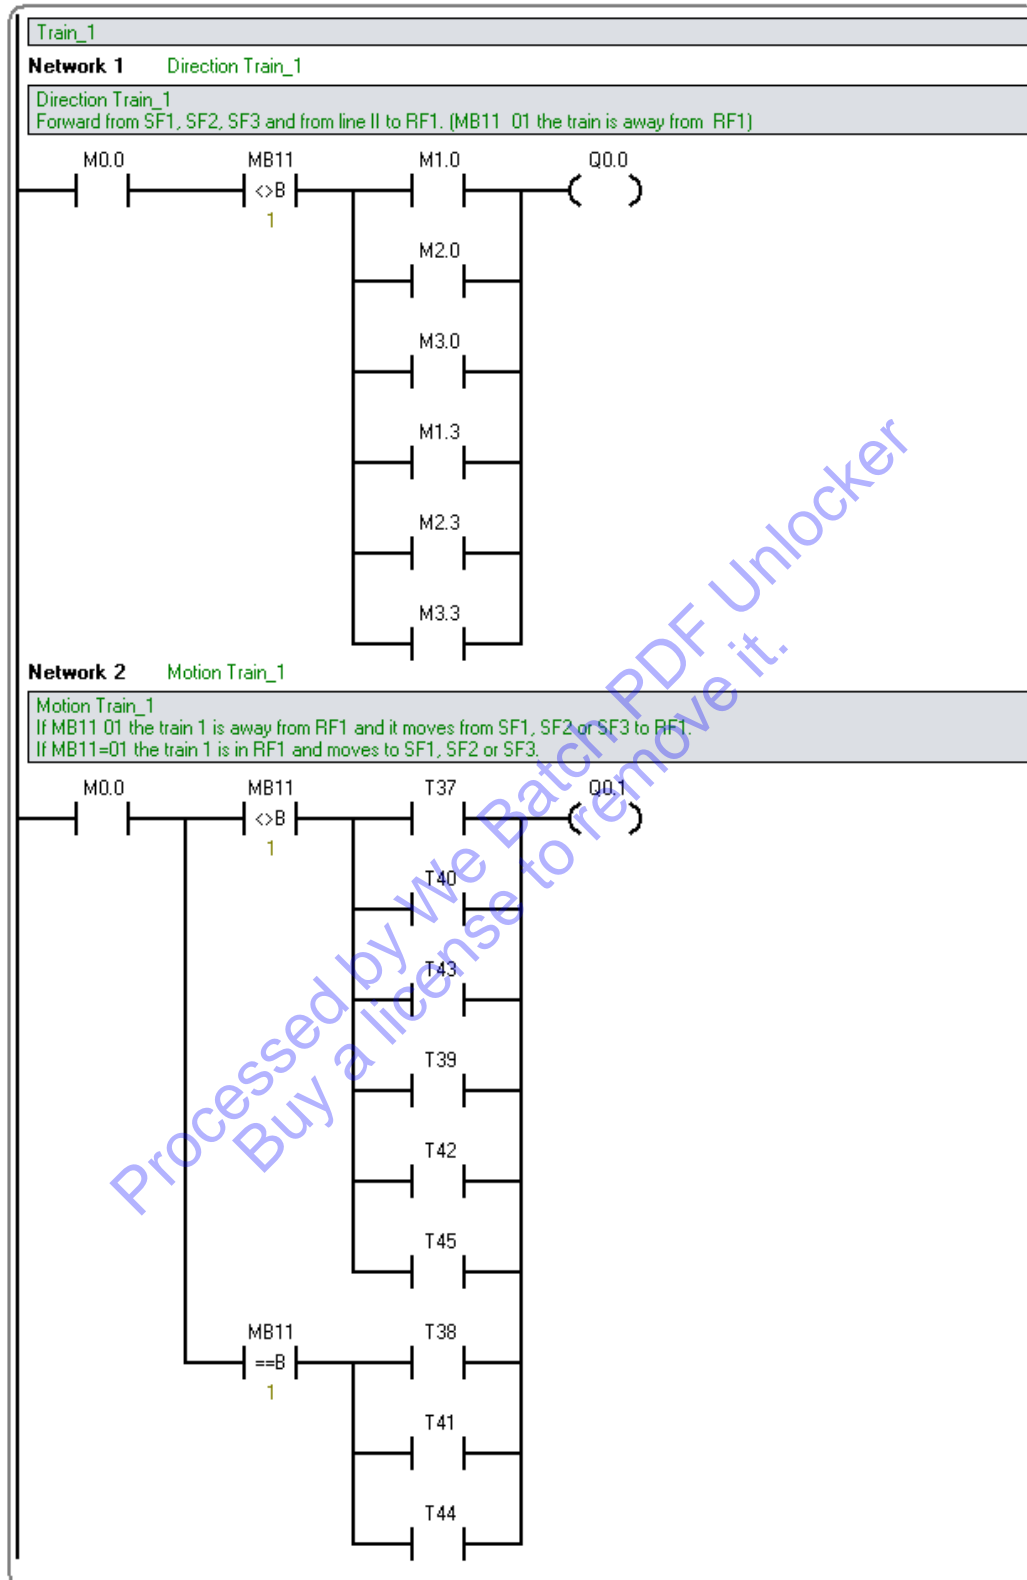 Train_1
Network 1 Direction Train_1
Direction Train_1
Forward from SF1, SF2, SF3 and from line II to RF1. (MB11 01 the train is away from RF1)
M0.0 MB11 M1.0 Q0.0
<>B
1
M2.0
M3.0
M1.3
M2.3
M3.3
Network 2 Motion Train_1
Motion Train_1
If MB11 01 the train 1 is away from RF1 and it moves from SF1, SF2 or SF3 to RF1.
If MB11=01 the train 1 is in RF1 and moves to SF1, SF2 or SF3.
M0.0 MB11 T37 Q0.1
<>B
1
T40
T43
T39
T42
T45
MB11 T38
==B
1
T41
T44
Processed by We Batch PDF Unlocker
Buy a license to remove it.